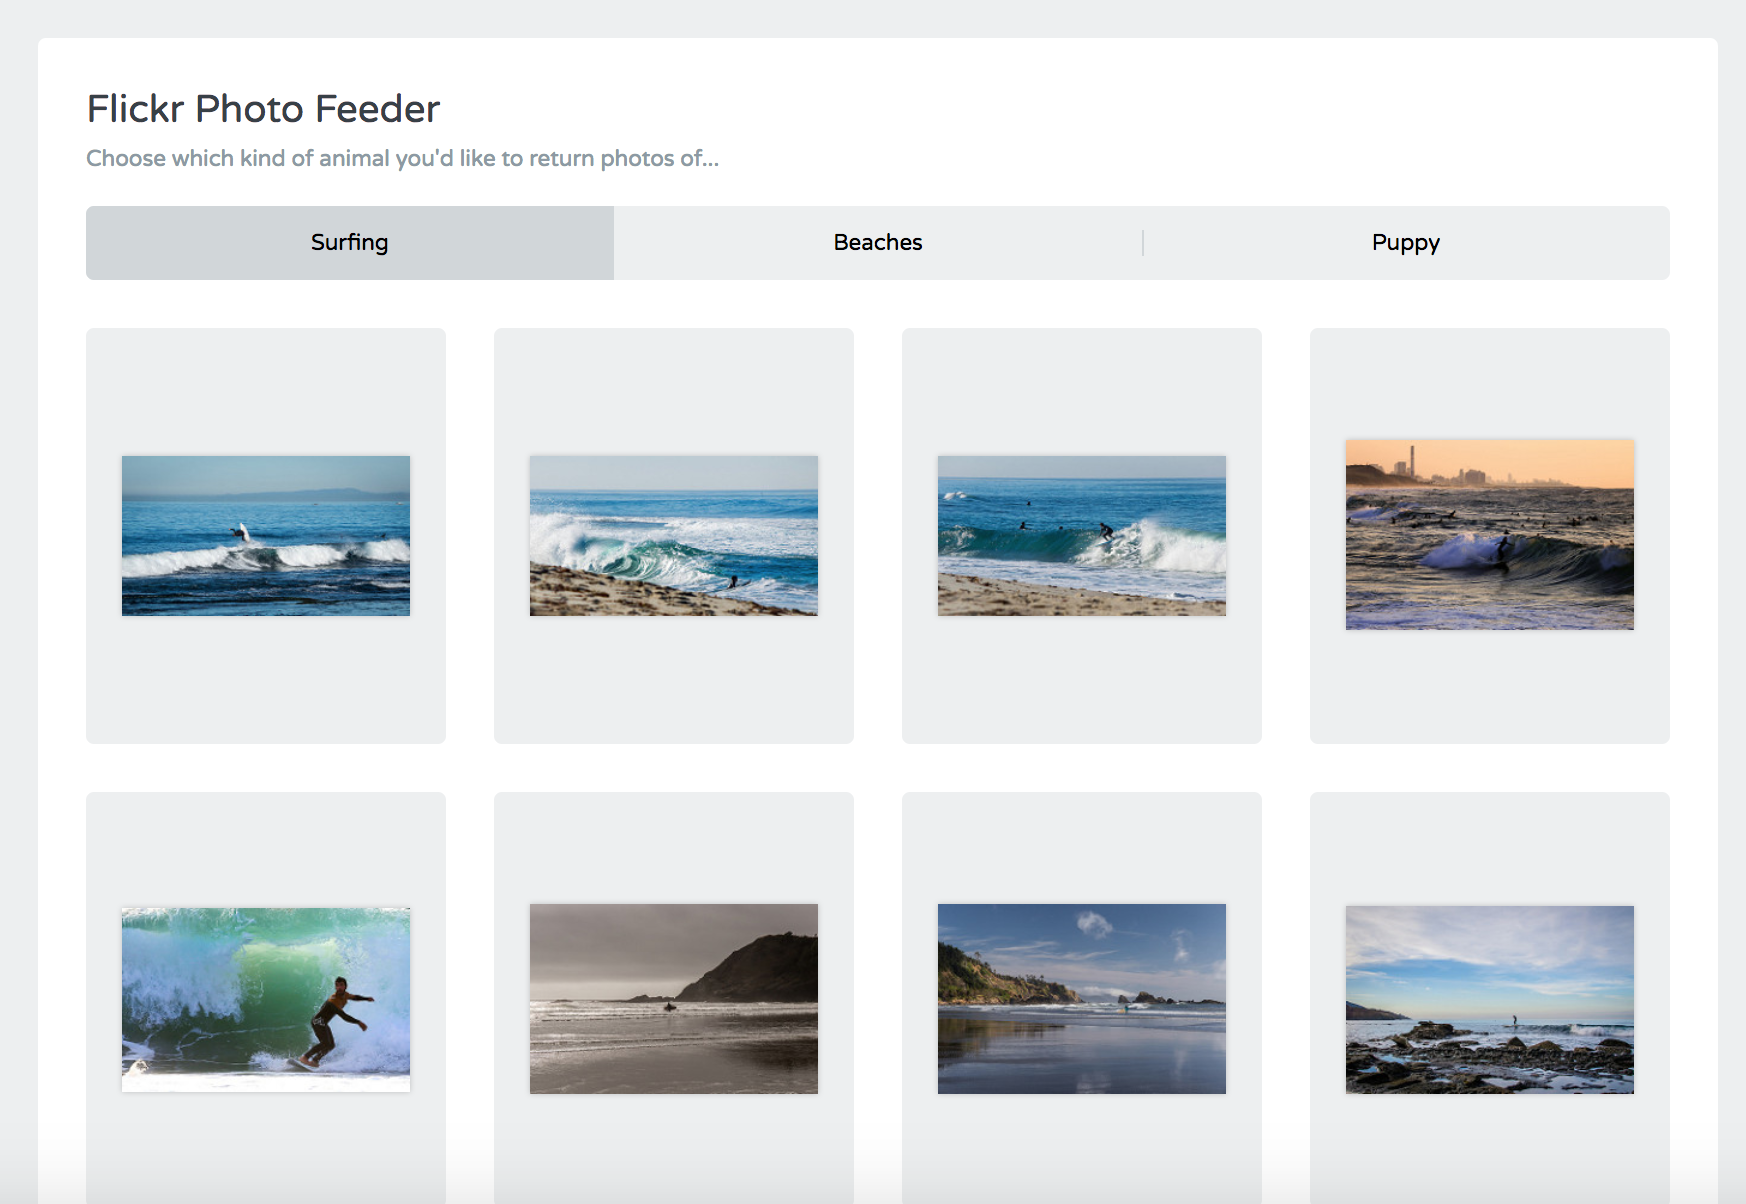 Flickr Photo Feeder
Choose which kind of animal you'd like to return photos of...
Surfing
Beaches
Puppy